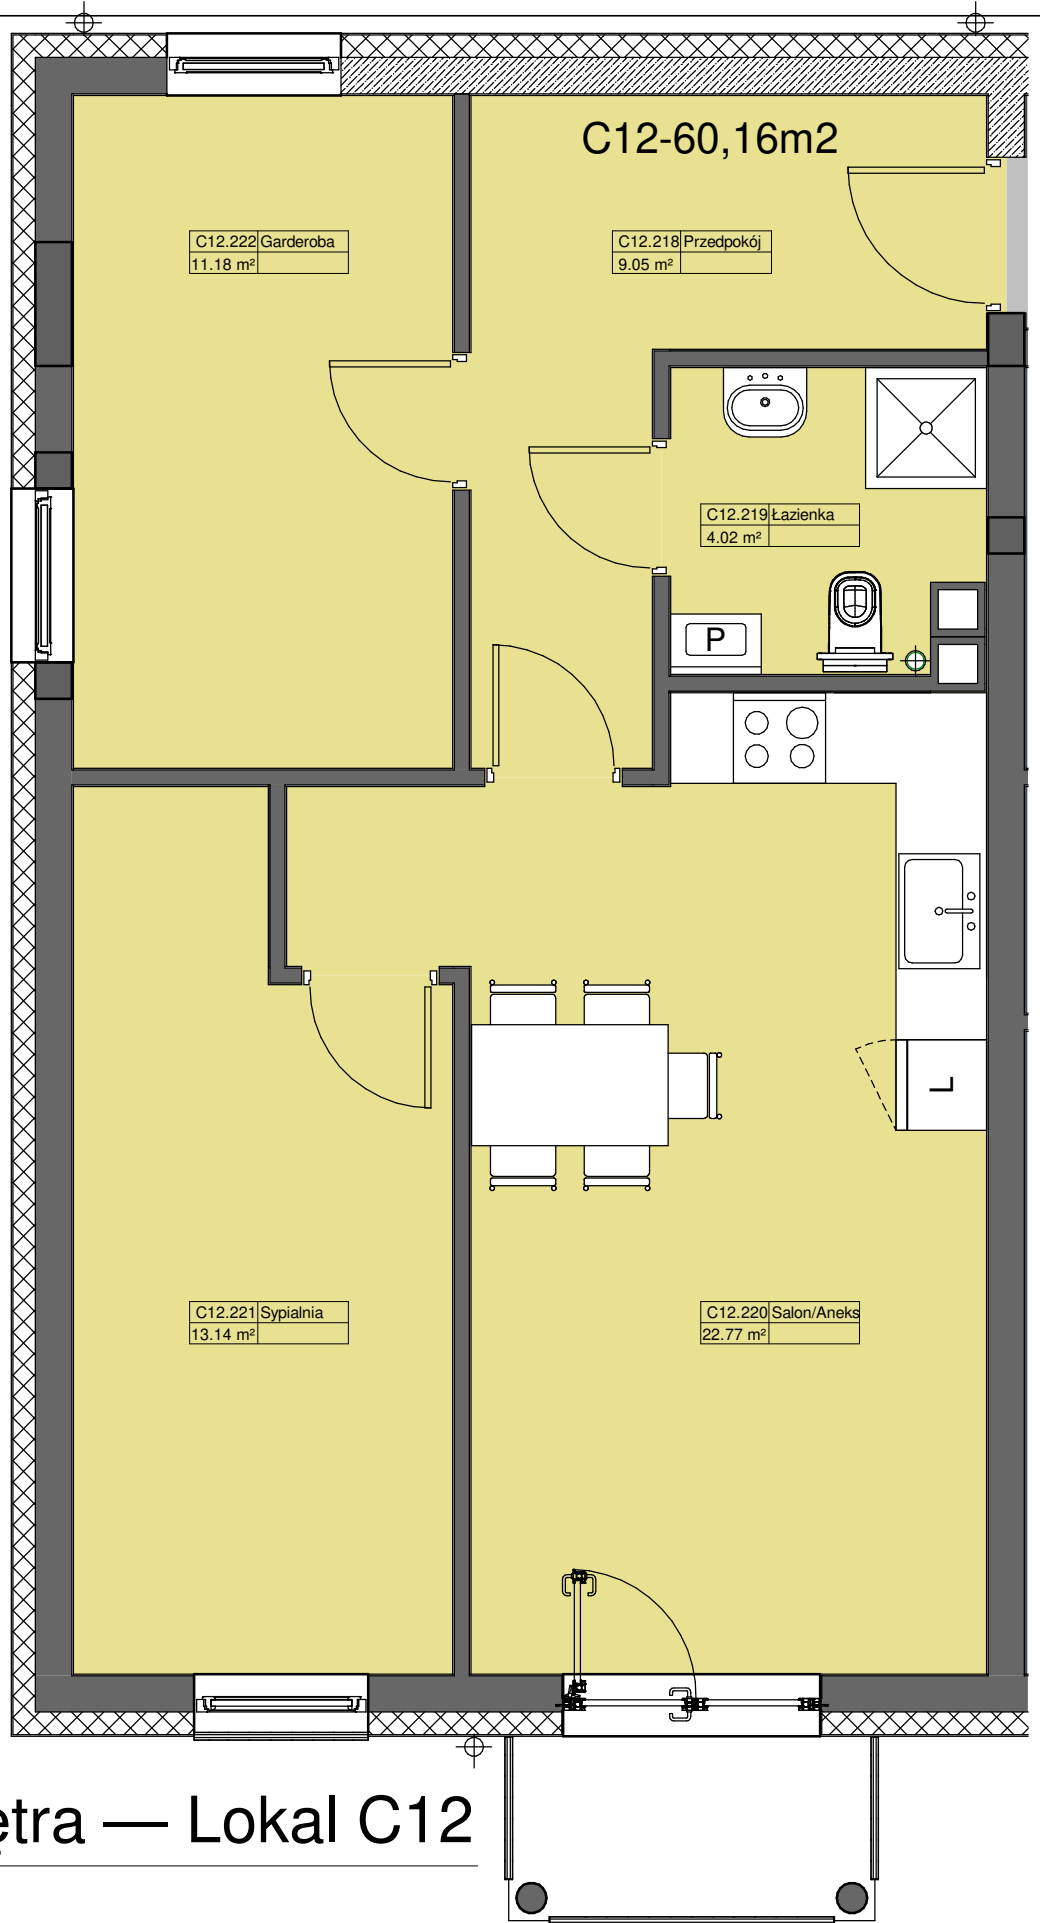 C12-60,16m2
C12.222 Garderoba
11.18 m²
C12.218 Przedpokój
9.05 m²
C12.219 Łazienka
4.02 m²
P
L
C12.221 Sypialnia
13.14 m²
C12.220 Salon/Aneks
22.77 m²
ętra — Lokal C12